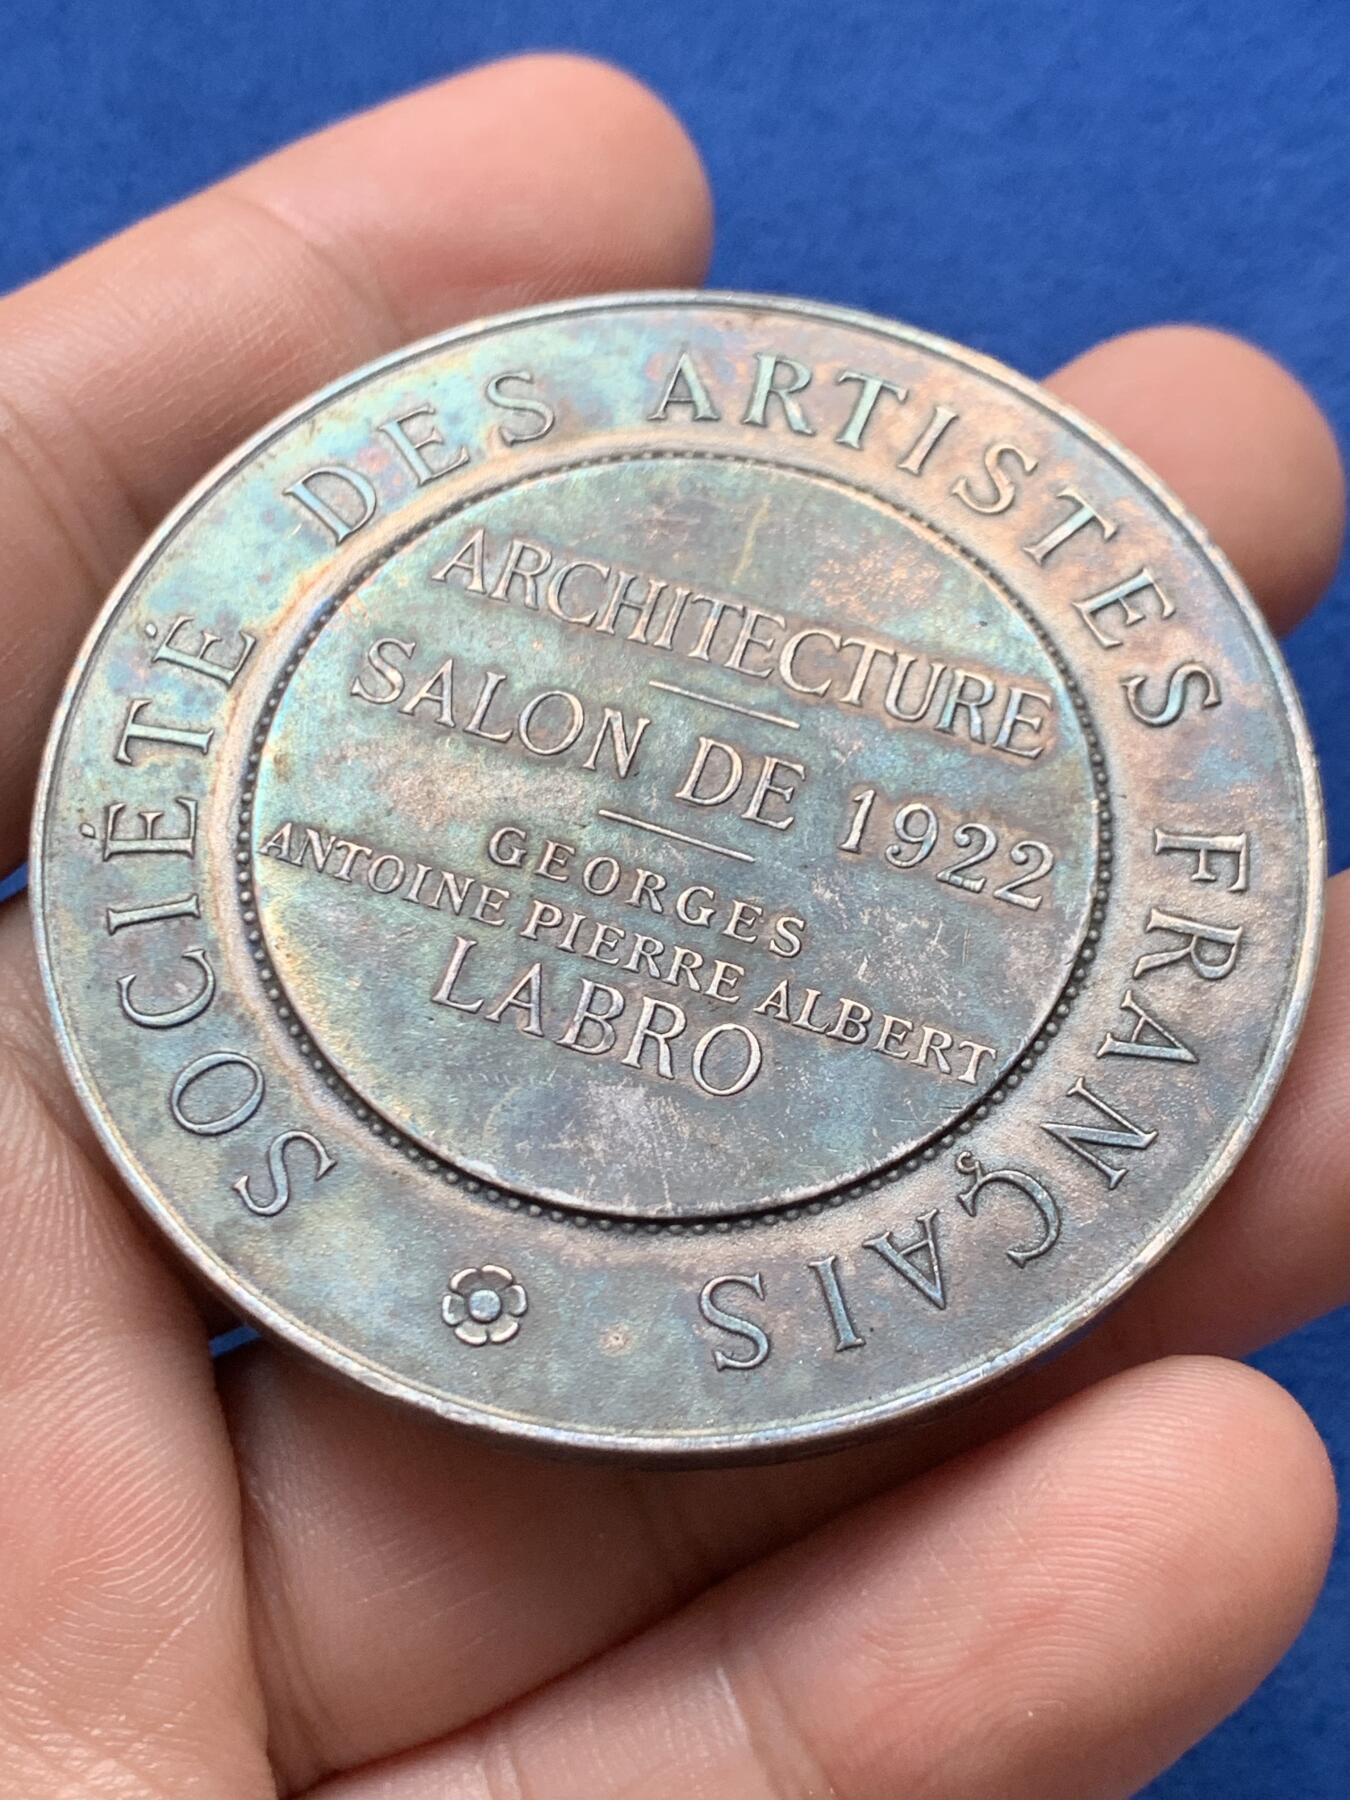 SOCIÉTÉ DES ARTISTES FRANÇAIS
ARCHITECTURE
SALON DE 1922
GEORGES
ANTOINE PIERRE ALBERT
LABRO